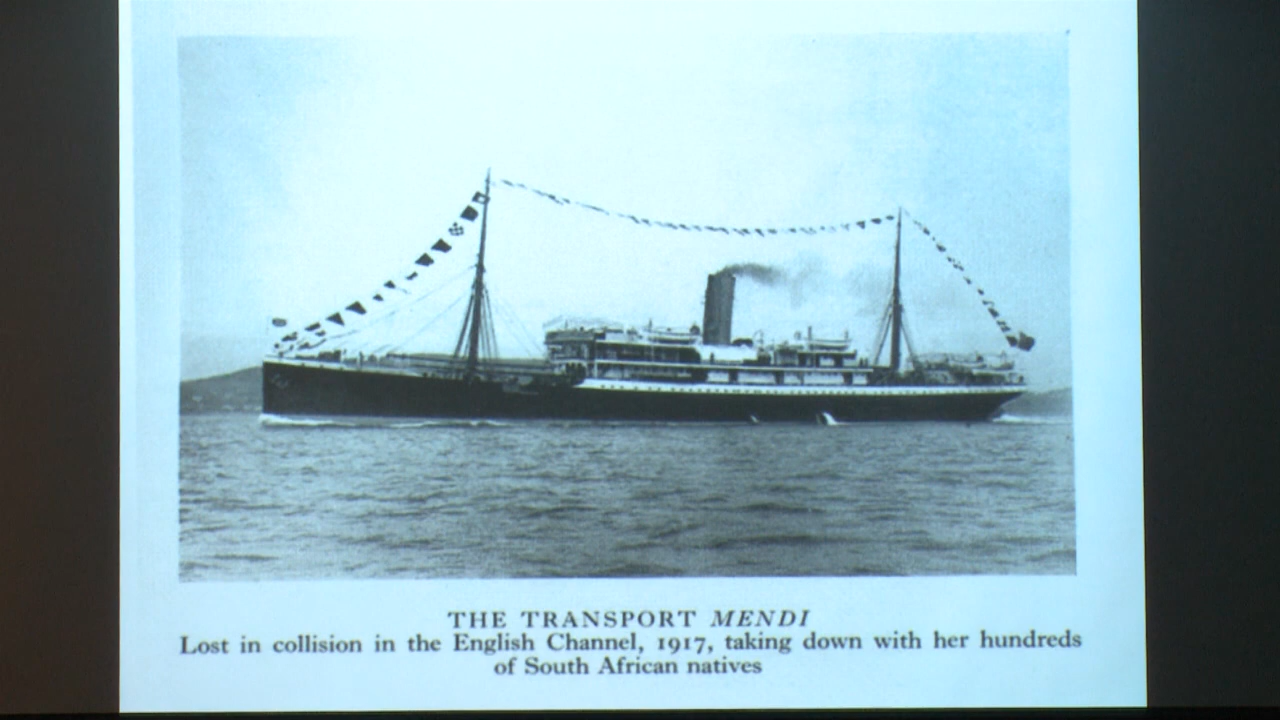 THE TRANSPORT MENDI
Lost in collision in the English Channel, 1917, taking down with her hundreds
of South African natives